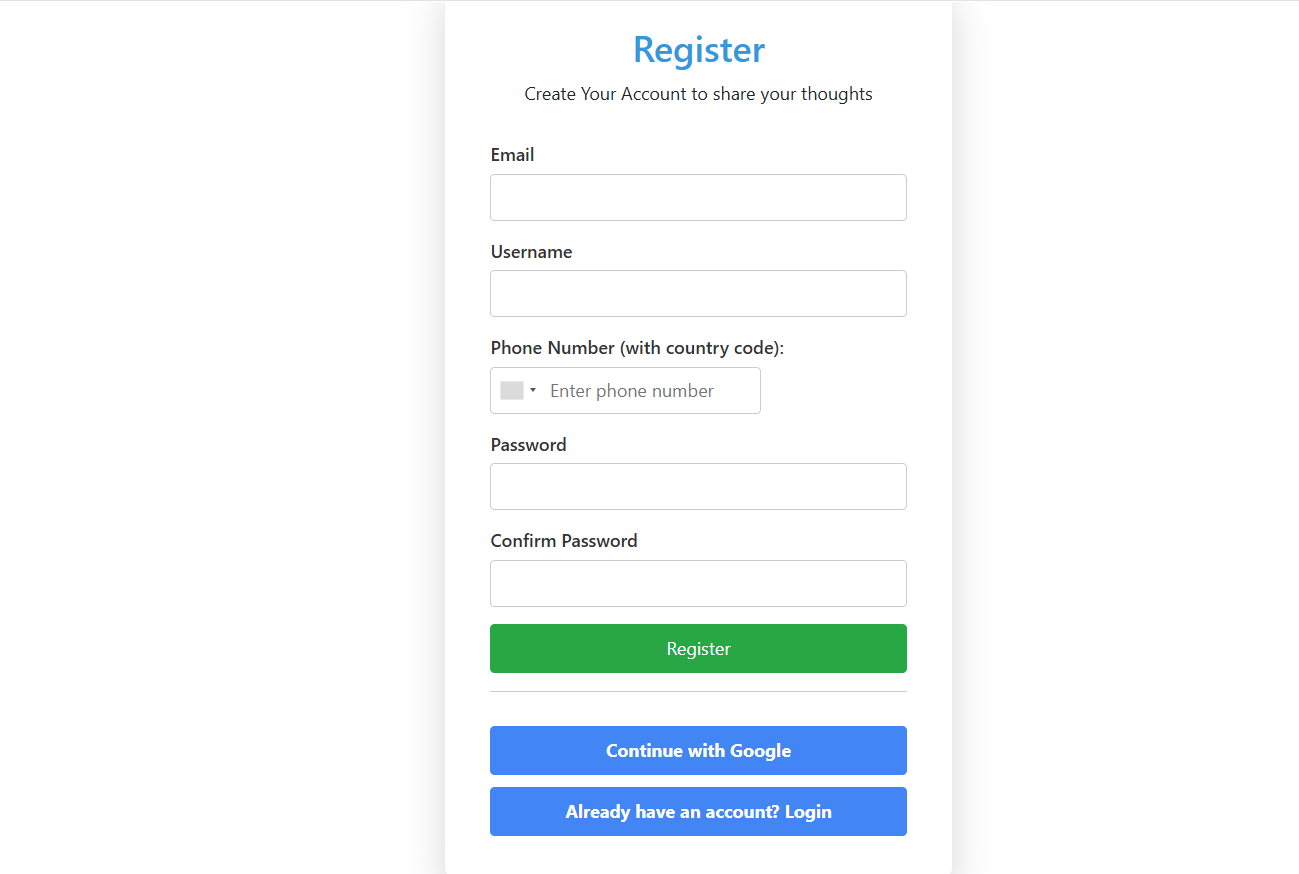 Register
Create Your Account to share your thoughts
Email
Username
Phone Number (with country code):
Enter phone number
Password
Confirm Password
Register
Continue with Google
Already have an account? Login